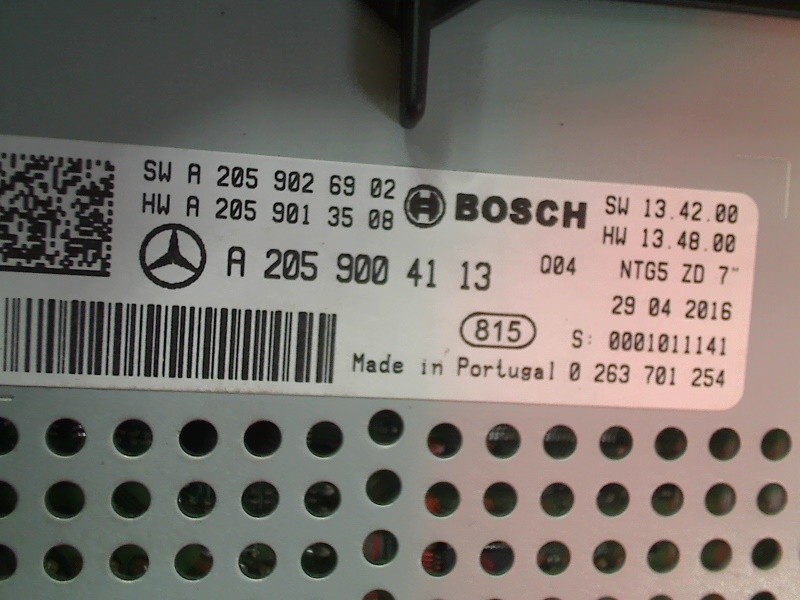 SW A 205 902 69 02
HW A 205 901 35 08
BOSCH
SW 13.42.00
HW 13.48.00
A 205 900 41 13
Q04
NTG5 ZD 7"
29 04 2016
815
S: 0001011141
Made in Portugal 0 263 701 254